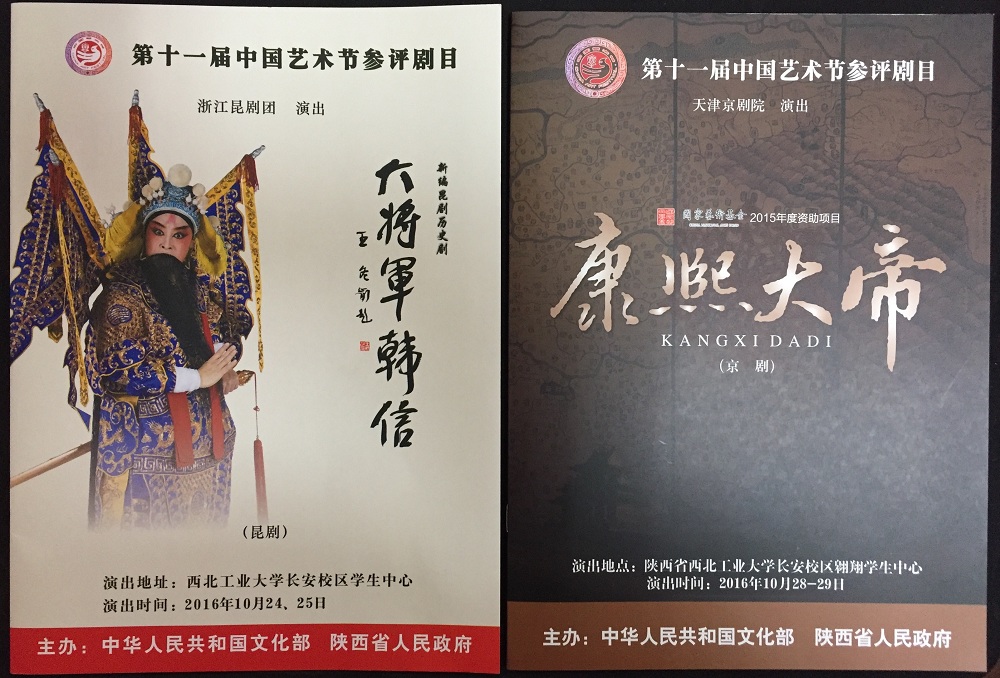 第十一届中国艺术节参评剧目
浙江昆剧团 演出
新编昆剧历史剧
大将軍韩信
(昆剧)
演出地址：西北工业大学长安校区学生中心
演出时间：2016年10月24、25日
主办：中华人民共和国文化部 陕西省人民政府
第十一届中国艺术节参评剧目
天津京剧院 演出
国家藝術基金 2015年度资助项目
康熙大帝
KANGXI DADI
(京 剧)
演出地点：陕西省西北工业大学长安校区翱翔学生中心
演出时间：2016年10月28-29日
主办：中华人民共和国文化部 陕西省人民政府